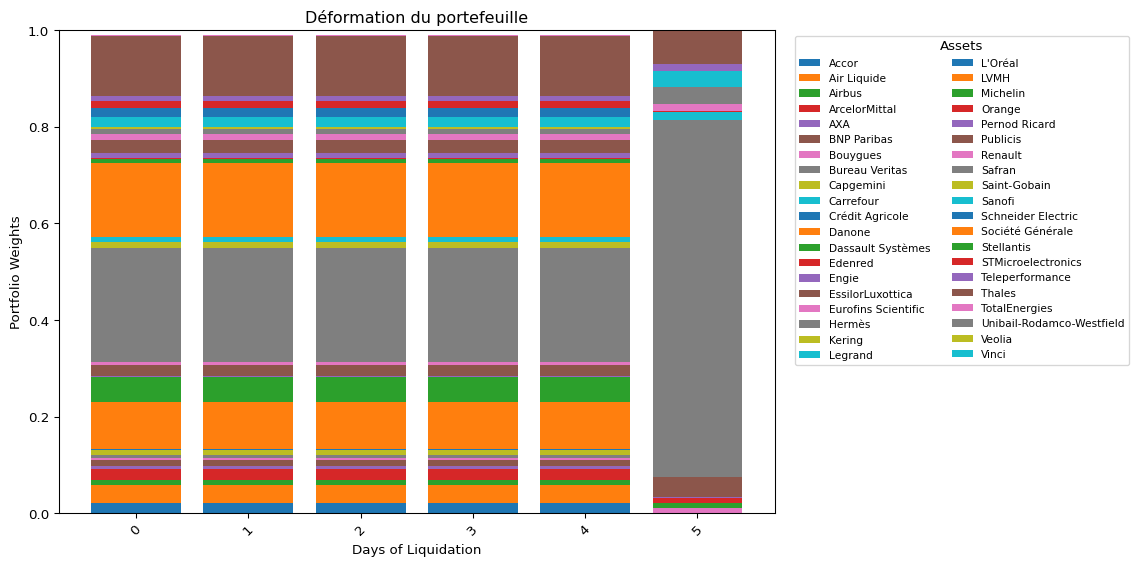 Déformation du portefeuille
Portfolio Weights
1.0
0.8
0.6
0.4
0.2
0.0
0
1
2
3
4
5
Days of Liquidation
Assets
Accor
Air Liquide
Airbus
ArcelorMittal
AXA
BNP Paribas
Bouygues
Bureau Veritas
Capgemini
Carrefour
Crédit Agricole
Danone
Dassault Systèmes
Edenred
Engie
EssilorLuxottica
Eurofins Scientific
Hermès
Kering
Legrand
L'Oréal
LVMH
Michelin
Orange
Pernod Ricard
Publicis
Renault
Safran
Saint-Gobain
Sanofi
Schneider Electric
Société Générale
Stellantis
STMicroelectronics
Teleperformance
Thales
TotalEnergies
Unibail-Rodamco-Westfield
Veolia
Vinci